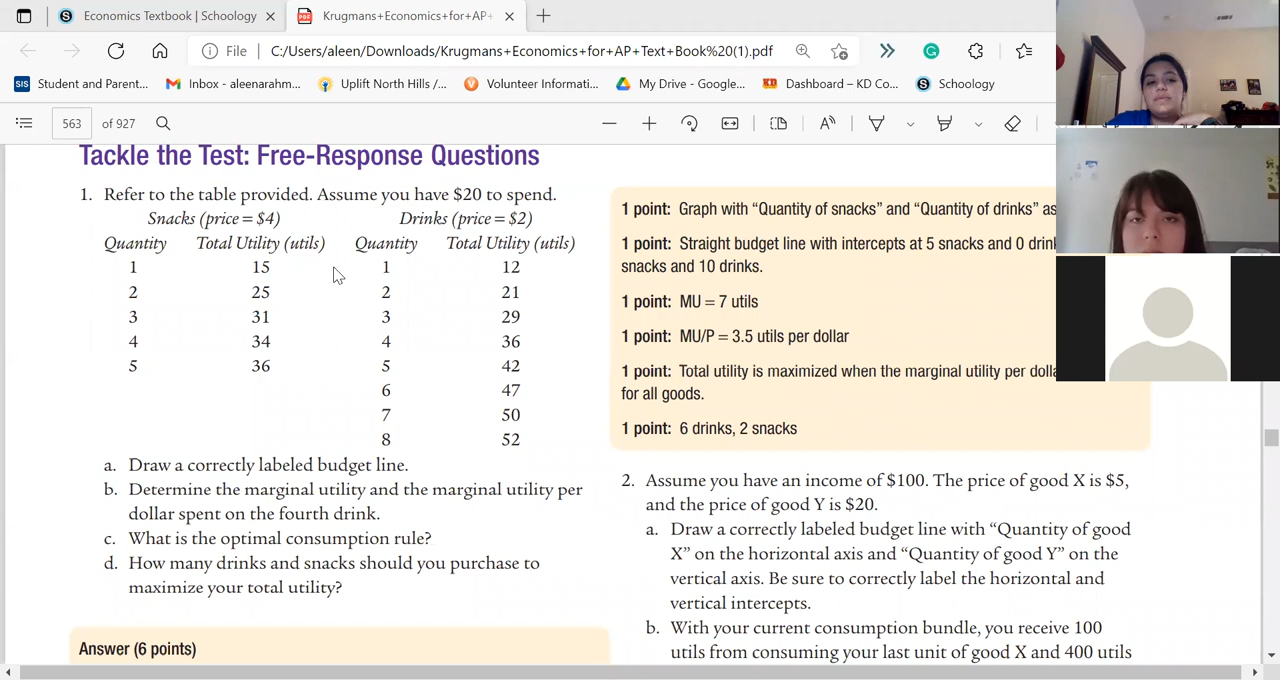 Economics Textbook | Schoology
Krugmans+Economics+for+AP+
File C:/Users/aleen/Downloads/Krugmans+Economics+for+AP+Text+Book%20(1).pdf
SIS Student and Parent...
Inbox - aleenarahm...
Uplift North Hills /...
Volunteer Informati...
My Drive - Google...
KD Dashboard – KD Co...
S Schoology
563 of 927
Tackle the Test: Free-Response Questions
1. Refer to the table provided. Assume you have $20 to spend.
Snacks (price = $4) Drinks (price = $2)
Quantity Total Utility (utils) Quantity Total Utility (utils)
1 15 1 12
2 25 2 21
3 31 3 29
4 34 4 36
5 36 5 42
6 47
7 50
8 52
a. Draw a correctly labeled budget line.
b. Determine the marginal utility and the marginal utility per
dollar spent on the fourth drink.
c. What is the optimal consumption rule?
d. How many drinks and snacks should you purchase to
maximize your total utility?
Answer (6 points)
1 point: Graph with “Quantity of snacks” and “Quantity of drinks” as
1 point: Straight budget line with intercepts at 5 snacks and 0
snacks and 10 drinks.
1 point: MU = 7 utils
1 point: MU/P = 3.5 utils per dollar
1 point: Total utility is maximized when the marginal utility per
for all goods.
1 point: 6 drinks, 2 snacks
2. Assume you have an income of $100. The price of good X is $5,
and the price of good Y is $20.
a. Draw a correctly labeled budget line with “Quantity of good
X” on the horizontal axis and “Quantity of good Y” on the
vertical axis. Be sure to correctly label the horizontal and
vertical intercepts.
b. With your current consumption bundle, you receive 100
utils from consuming your last unit of good X and 400 utils